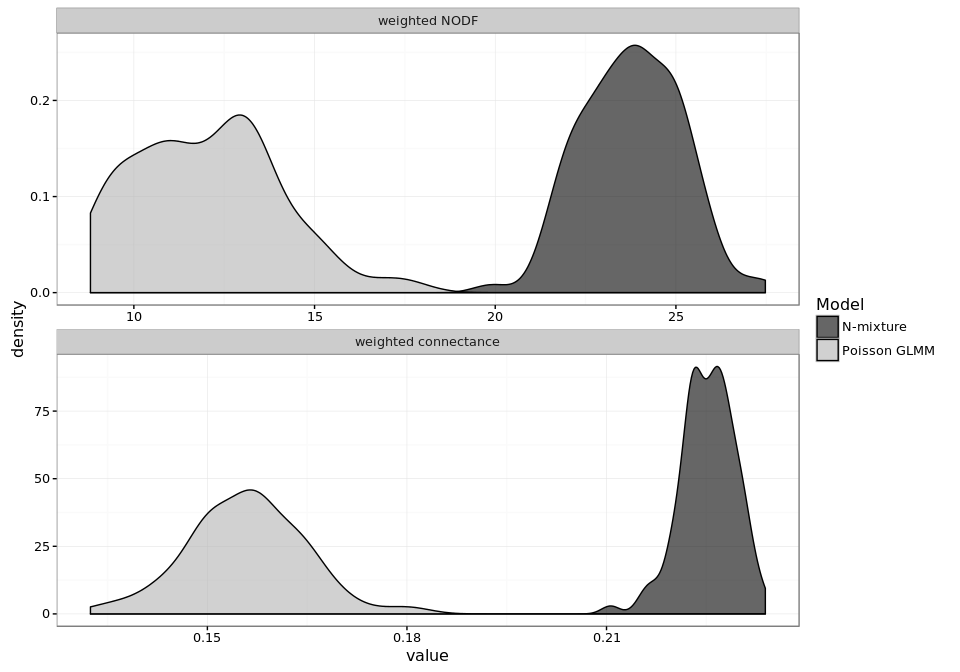 weighted NODF
0.2
0.1
0.0
10 15 20 25
weighted connectance
75
50
25
0
0.15 0.18 0.21
value
density
Model
N-mixture
Poisson GLMM